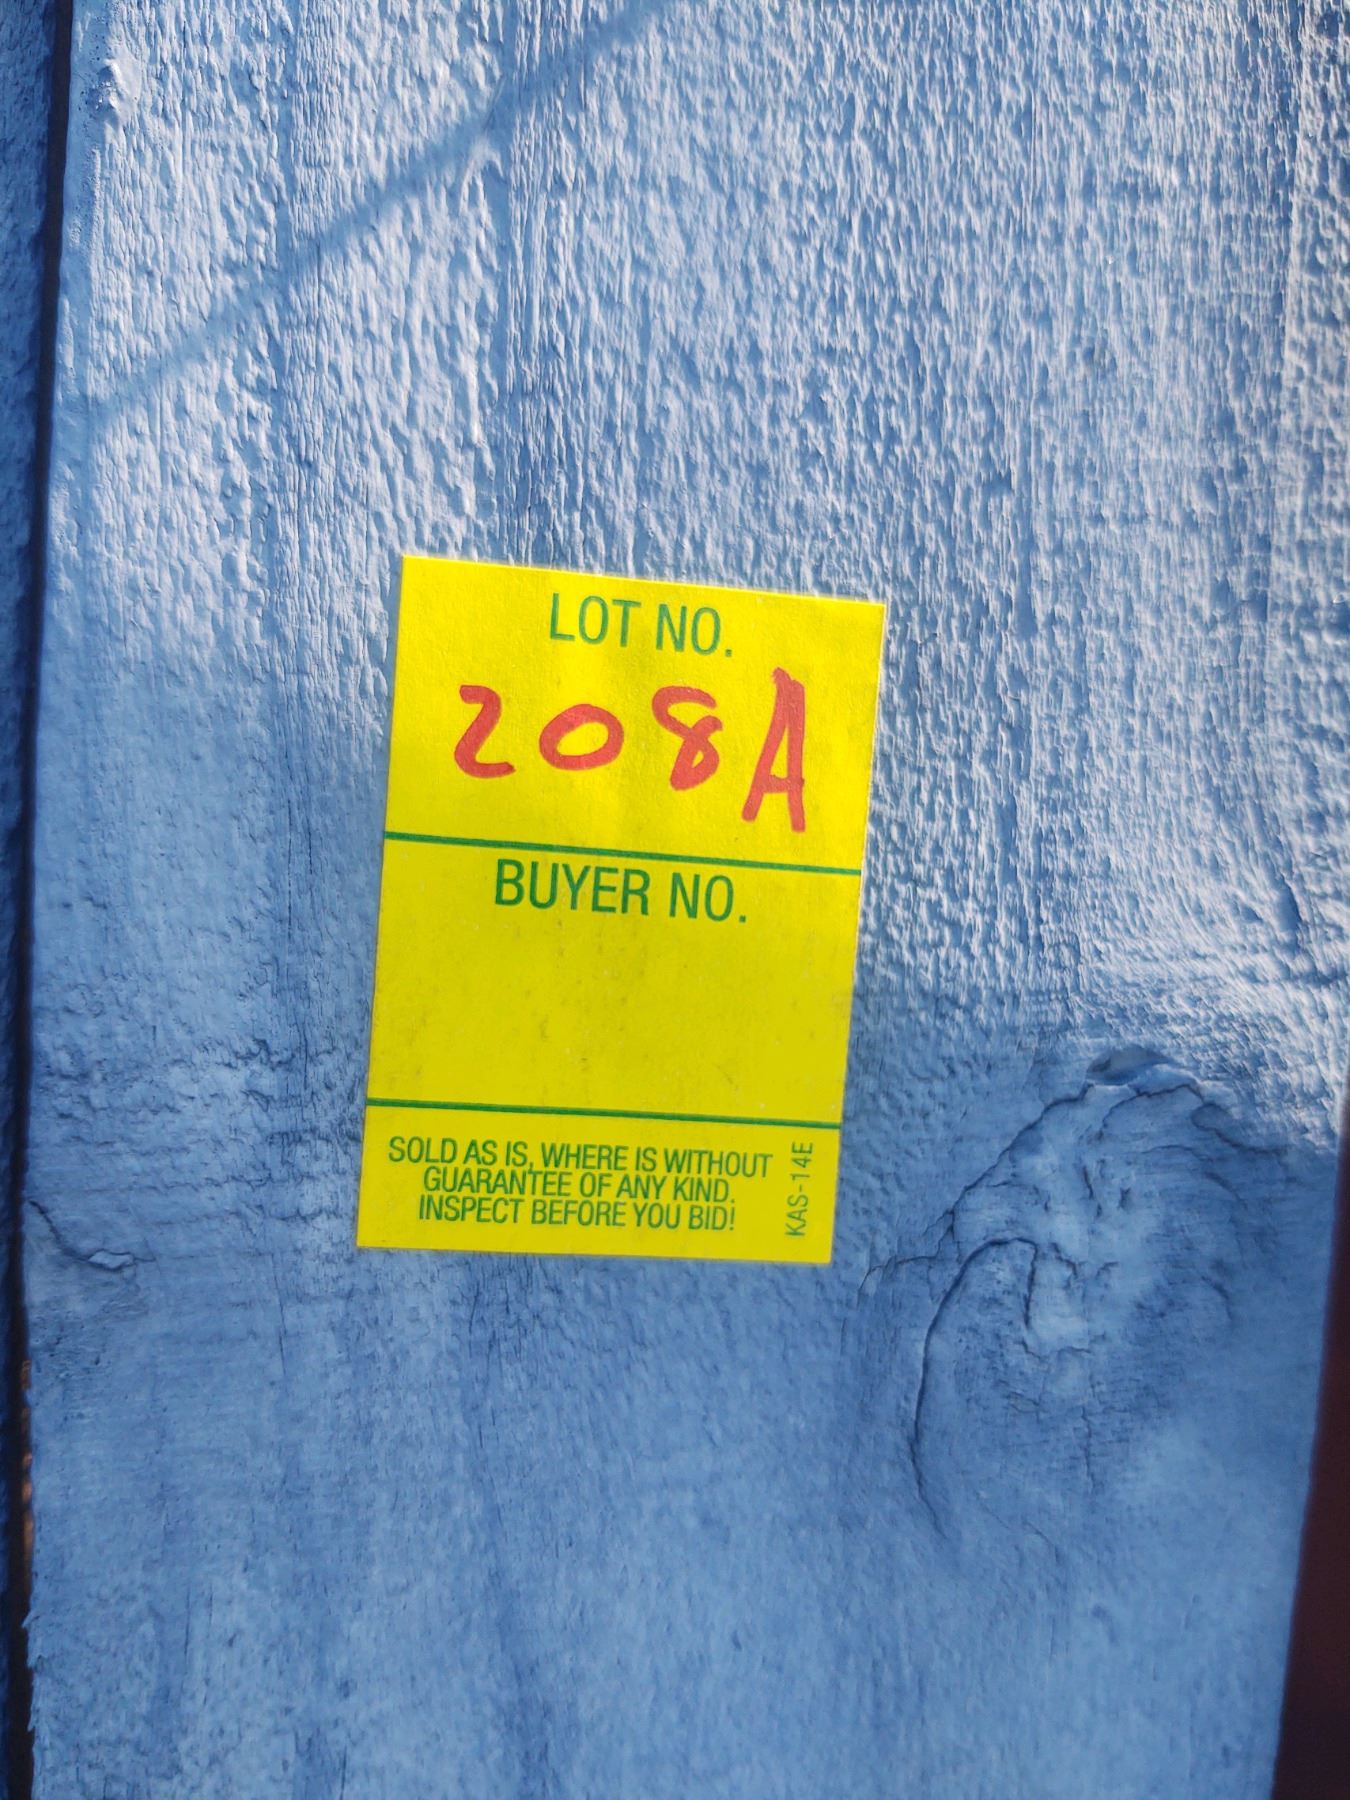 LOT NO.
208A
BUYER NO.
SOLD AS IS, WHERE IS WITHOUT
GUARANTEE OF ANY KIND.
INSPECT BEFORE YOU BID!
KAS-14E